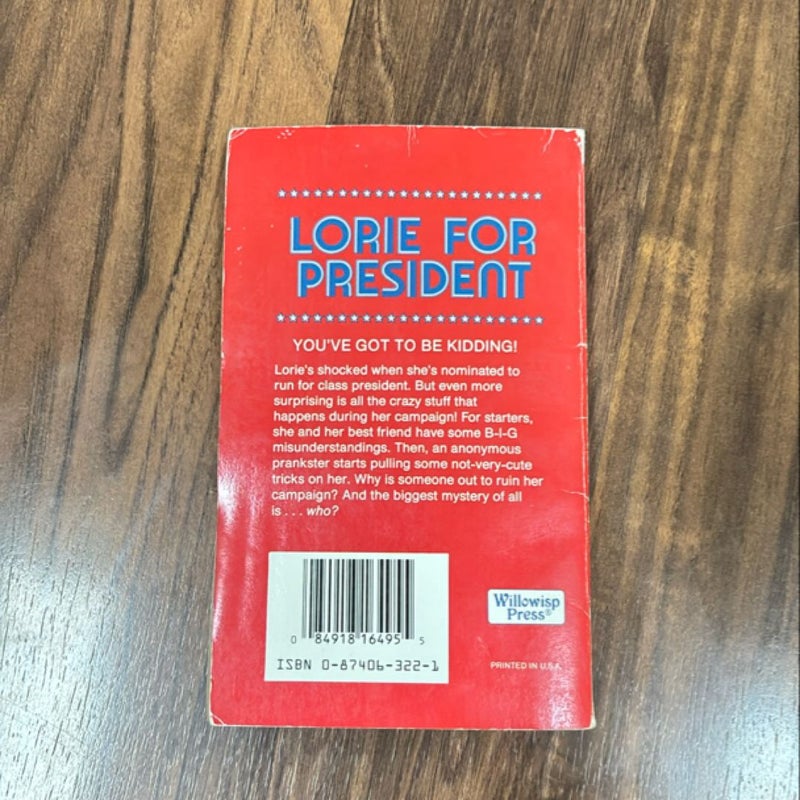 LORIE FOR
PRESIDENT
YOU'VE GOT TO BE KIDDING!
Lorie's shocked when she's nominated to
run for class president. But even more
surprising is all the crazy stuff that
happens during her campaign! For starters,
she and her best friend have some B-I-G
misunderstandings. Then, an anonymous
prankster starts pulling some not-very-cute
tricks on her. Why is someone out to ruin her
campaign? And the biggest mystery of all
is . . . who?
0 84918 16495 5
ISBN 0-87406-322-1
Willowisp
Press®
PRINTED IN U.S.A.